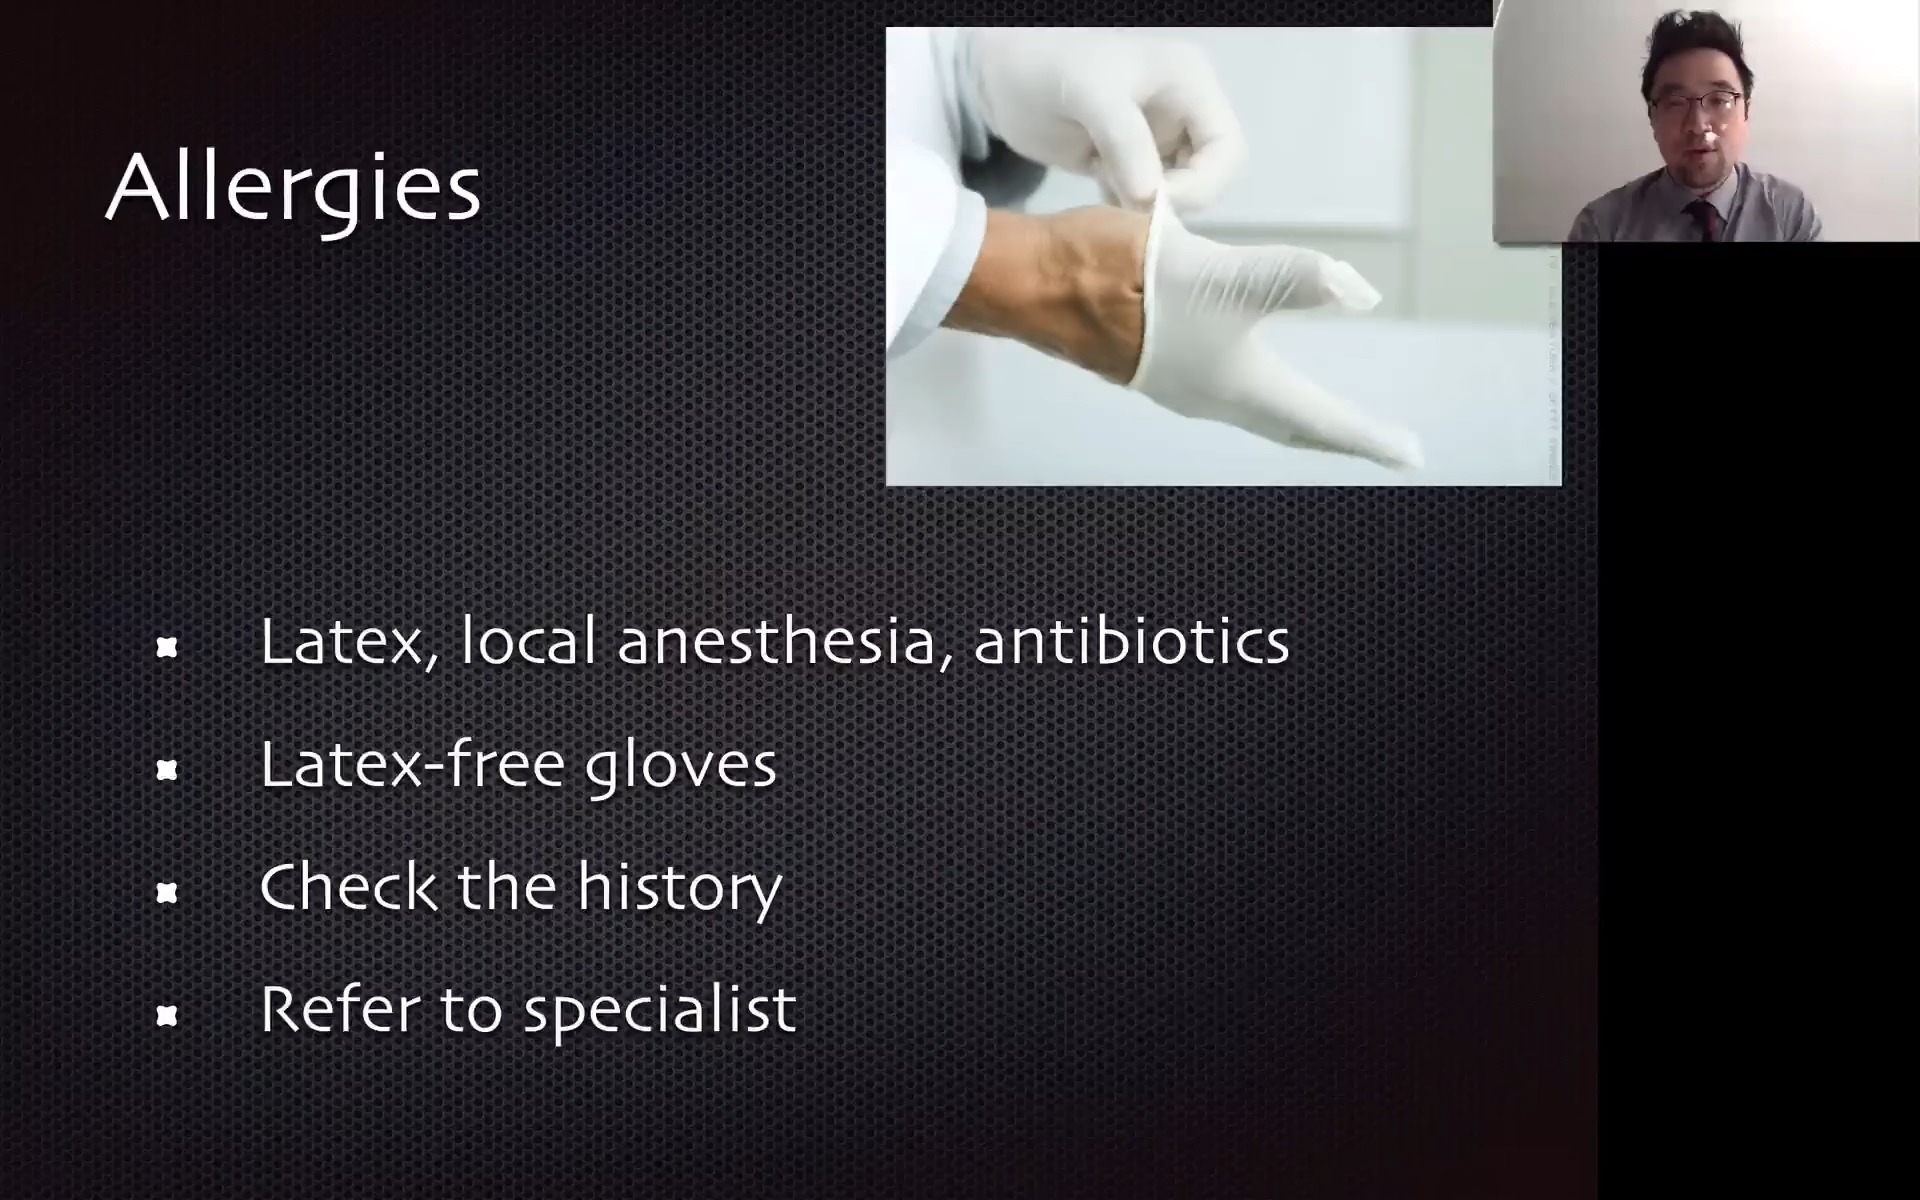 Allergies
Latex, local anesthesia, antibiotics
Latex-free gloves
Check the history
Refer to specialist